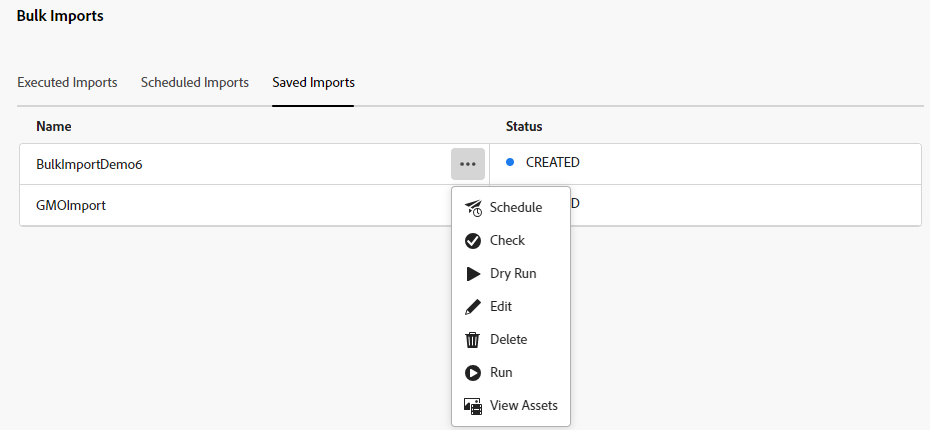 Bulk Imports
Executed Imports Scheduled Imports Saved Imports
Name Status
BulkImportDemo6 CREATED
GMOImport
Schedule
Check
Dry Run
Edit
Delete
Run
View Assets